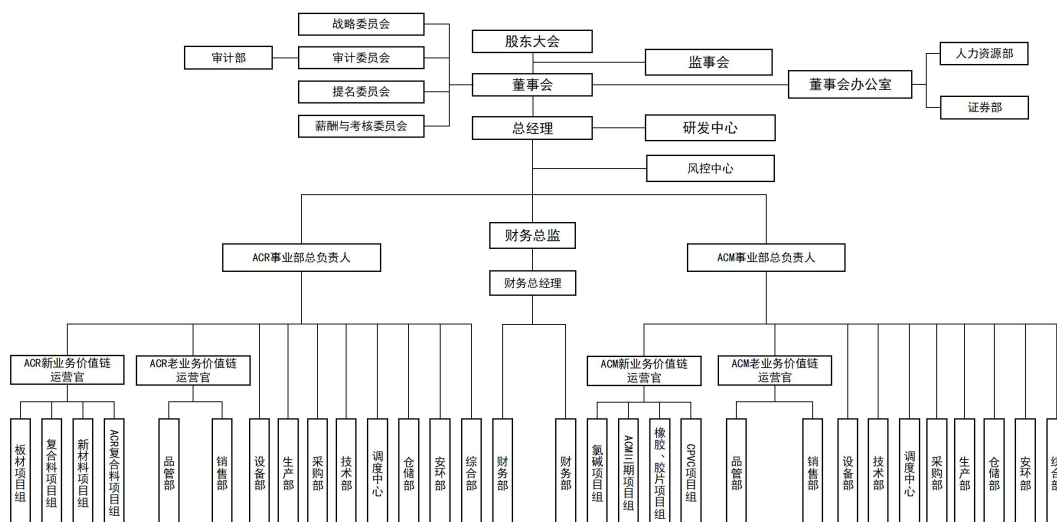 战略委员会
股东大会
审计部
审计委员会
监事会
人力资源部
提名委员会
董事会
董事会办公室
证券部
薪酬与考核委员会
总经理
研发中心
风控中心
财务总监
ACR事业部总负责人
ACM事业部总负责人
财务总经理
ACR新业务价值链
运营官
ACR老业务价值链
运营官
ACM新业务价值链
运营官
ACM老业务价值链
运营官
板材项目组
复合料项目组
新材料项目组
ACR复合料项目组
品管部
销售部
设备部
生产部
采购部
技术部
调度中心
仓储部
安环部
综合部
财务部
财务部
氯碱项目组
ACM三期项目组
橡胶、胶片项目组
CPVC项目组
品管部
销售部
设备部
技术部
调度中心
采购部
生产部
仓储部
安环部
综合部